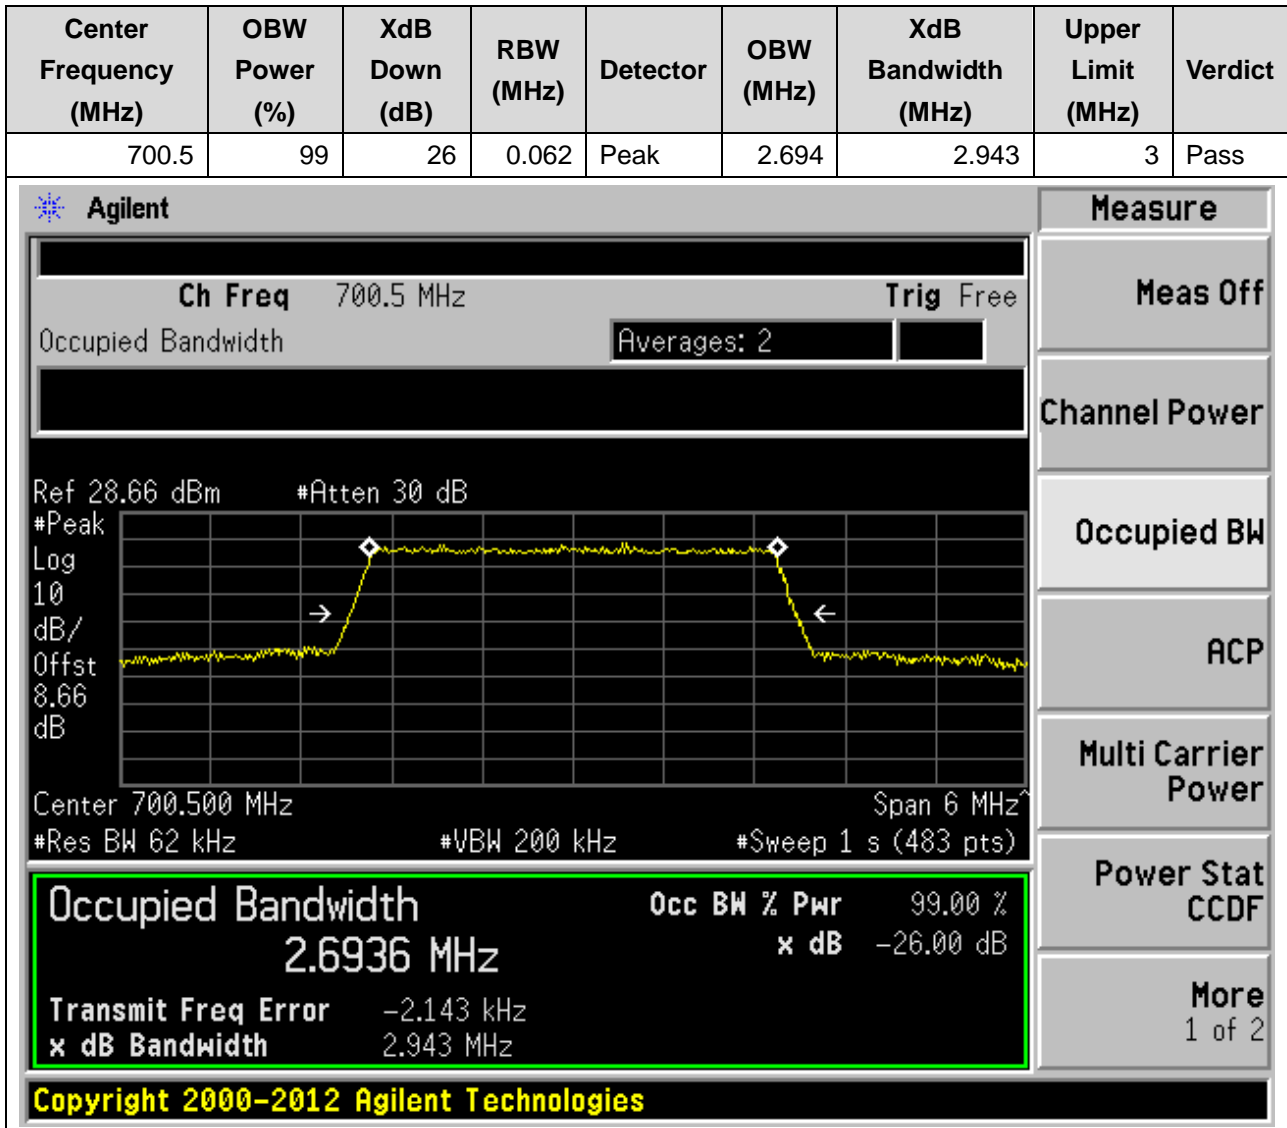 Center Frequency (MHz) OBW Power (%) XdB Down (dB) RBW (MHz) Detector OBW (MHz) XdB Bandwidth (MHz) Upper Limit (MHz) Verdict
700.5 99 26 0.062 Peak 2.694 2.943 3 Pass
Agilent
Measure
Ch Freq 700.5 MHz Trig Free
Occupied Bandwidth Averages: 2
Meas Off
Channel Power
Occupied BW
ACP
Multi Carrier
Power
Power Stat
CCDF
More
1 of 2
Ref 28.66 dBm #Atten 30 dB
#Peak
Log
10
dB/
Offst
8.66
dB
Center 700.500 MHz Span 6 MHz^
#Res BW 62 kHz #VBW 200 kHz #Sweep 1 s (483 pts)
Occupied Bandwidth Occ BW % Pwr 99.00 %
2.6936 MHz x dB -26.00 dB
Transmit Freq Error -2.143 kHz
x dB Bandwidth 2.943 MHz
Copyright 2000-2012 Agilent Technologies